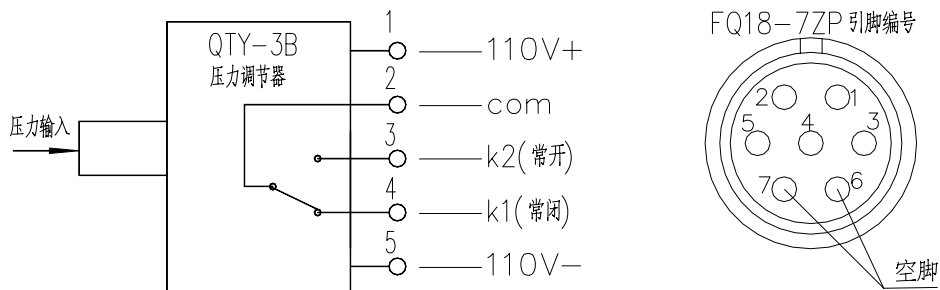 QTY-3B
压力调节器
压力输入
1
110V+
2
com
3
k2(常开)
4
k1(常闭)
5
110V-
FQ18-7ZP 引脚编号
2 1
5 4 3
7 6
空脚